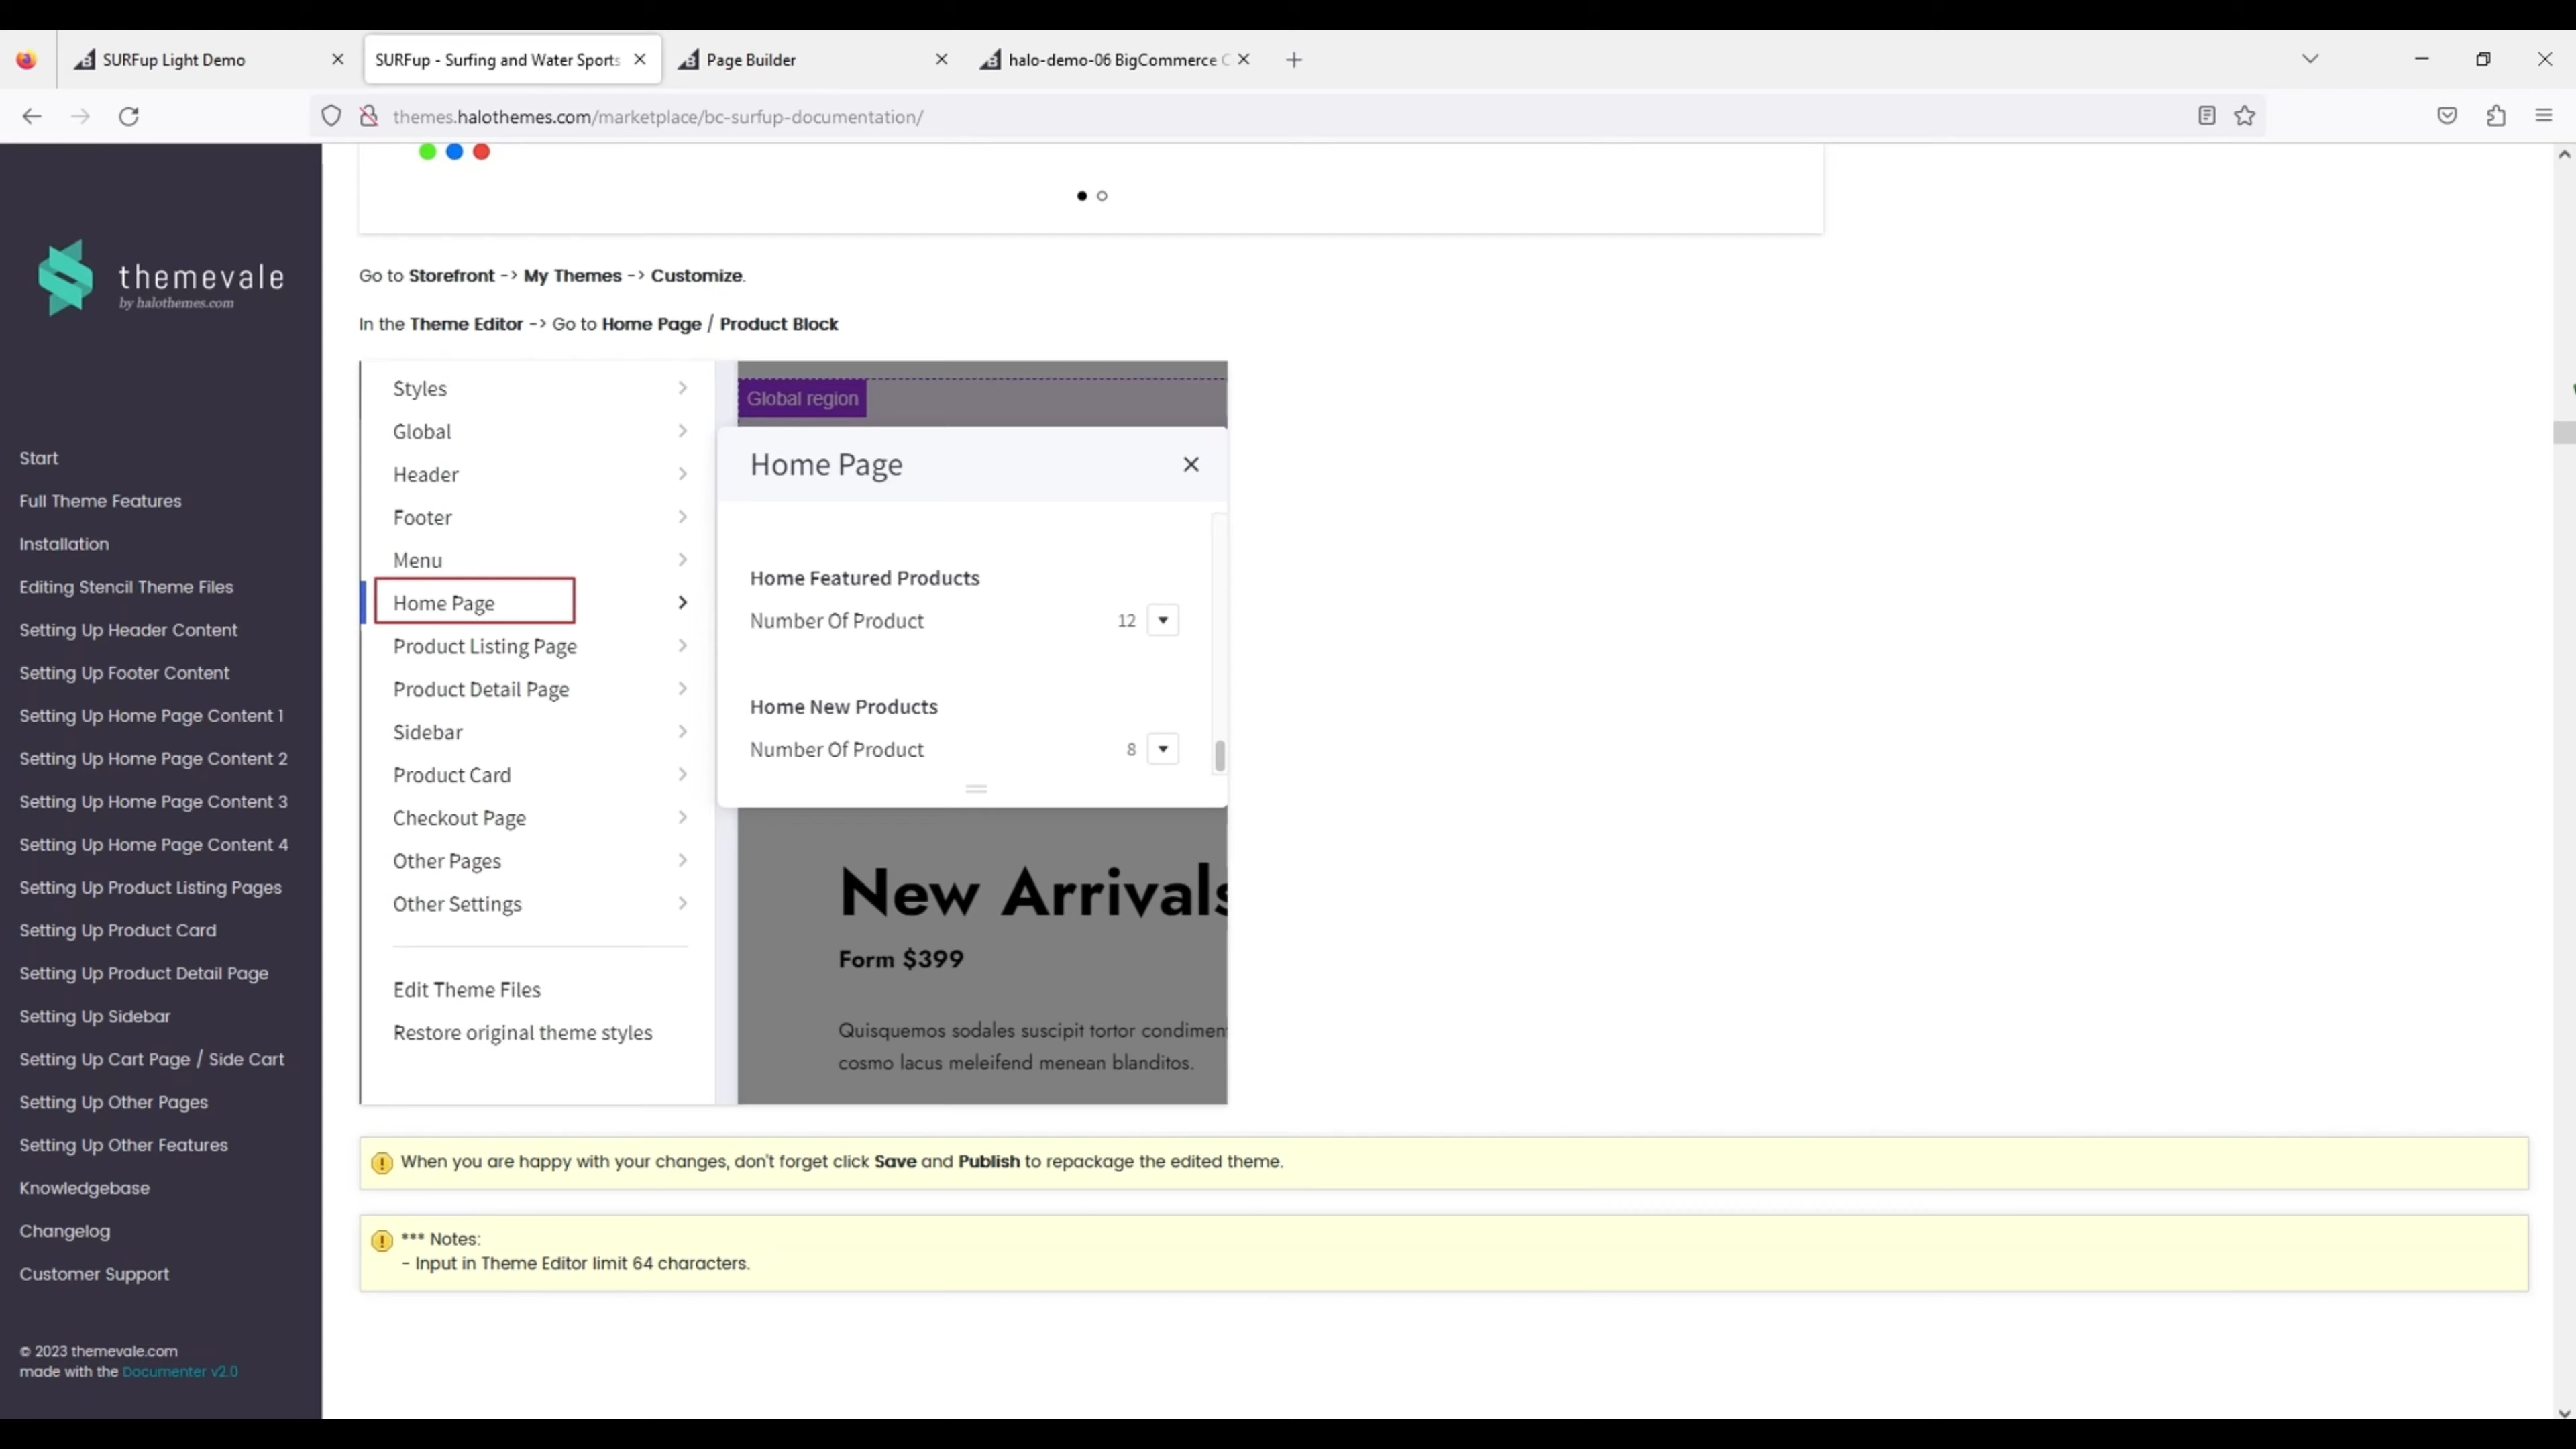 SURFup Light Demo
SURFup - Surfing and Water Sports
Page Builder
halo-demo-06 BigCommerce C
themes.halothemes.com/marketplace/bc-surfup-documentation/
themevale
by halothemes.com
Start
Full Theme Features
Installation
Editing Stencil Theme Files
Setting Up Header Content
Setting Up Footer Content
Setting Up Home Page Content 1
Setting Up Home Page Content 2
Setting Up Home Page Content 3
Setting Up Home Page Content 4
Setting Up Product Listing Pages
Setting Up Product Card
Setting Up Product Detail Page
Setting Up Sidebar
Setting Up Cart Page / Side Cart
Setting Up Other Pages
Setting Up Other Features
Knowledgebase
Changelog
Customer Support
© 2023 themevale.com
made with the Documenter v2.0
Go to Storefront -> My Themes -> Customize.
In the Theme Editor -> Go to Home Page / Product Block
Styles
Global
Header
Footer
Menu
Home Page
Product Listing Page
Product Detail Page
Sidebar
Product Card
Checkout Page
Other Pages
Other Settings
Edit Theme Files
Restore original theme styles
Global region
Home Page
Home Featured Products
Number Of Product 12
Home New Products
Number Of Product 8
New Arrivals
Form $399
Quisquemos sodales suscipit tortor condimen
cosmo lacus meleifend menean blanditos.
When you are happy with your changes, don't forget click Save and Publish to repackage the edited theme.
*** Notes:
- Input in Theme Editor limit 64 characters.